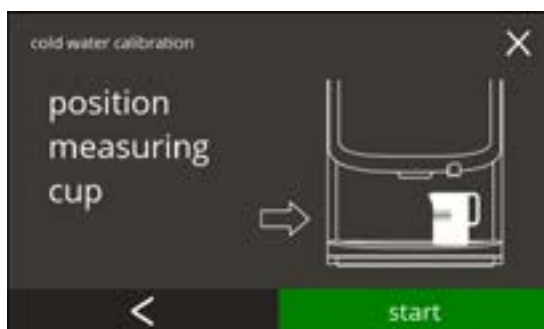 cold water calibration
position
measuring
cup
start